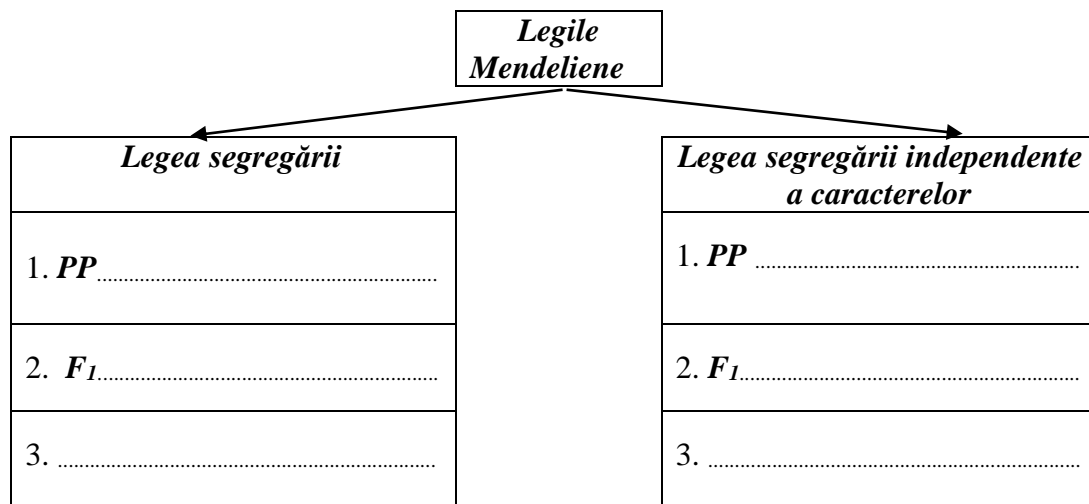 Legile
Mendeliene
Legea segregării
1. PP..............................................................
2. F1..............................................................
3. ......................................................................
Legea segregării independente
a caracterelor
1. PP ............................................................
2. F1..............................................................
3. ......................................................................